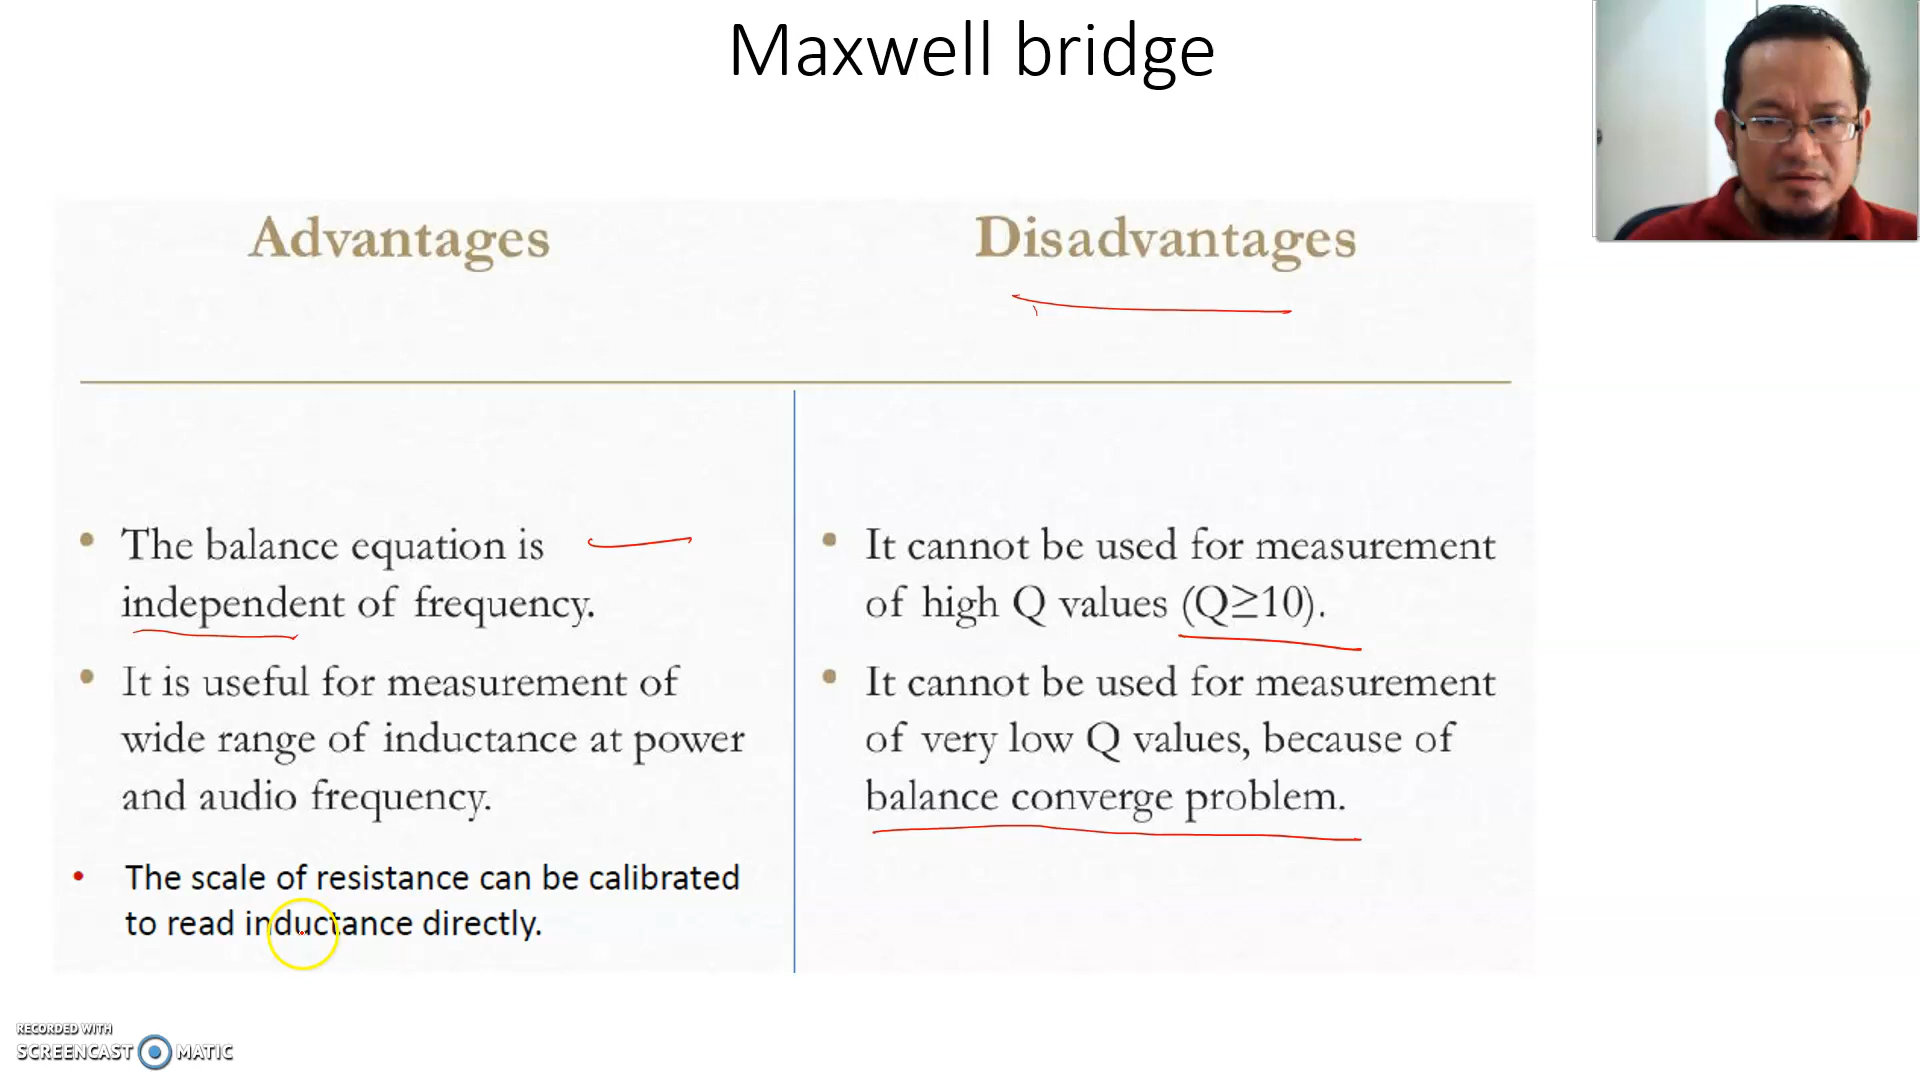 Maxwell bridge
Advantages
Disadvantages
• The balance equation is
independent of frequency.
• It is useful for measurement of
wide range of inductance at power
and audio frequency.
• The scale of resistance can be calibrated
to read inductance directly.
• It cannot be used for measurement
of high Q values (Q≥10).
• It cannot be used for measurement
of very low Q values, because of
balance converge problem.
RECORDED WITH
SCREENCAST MATIC